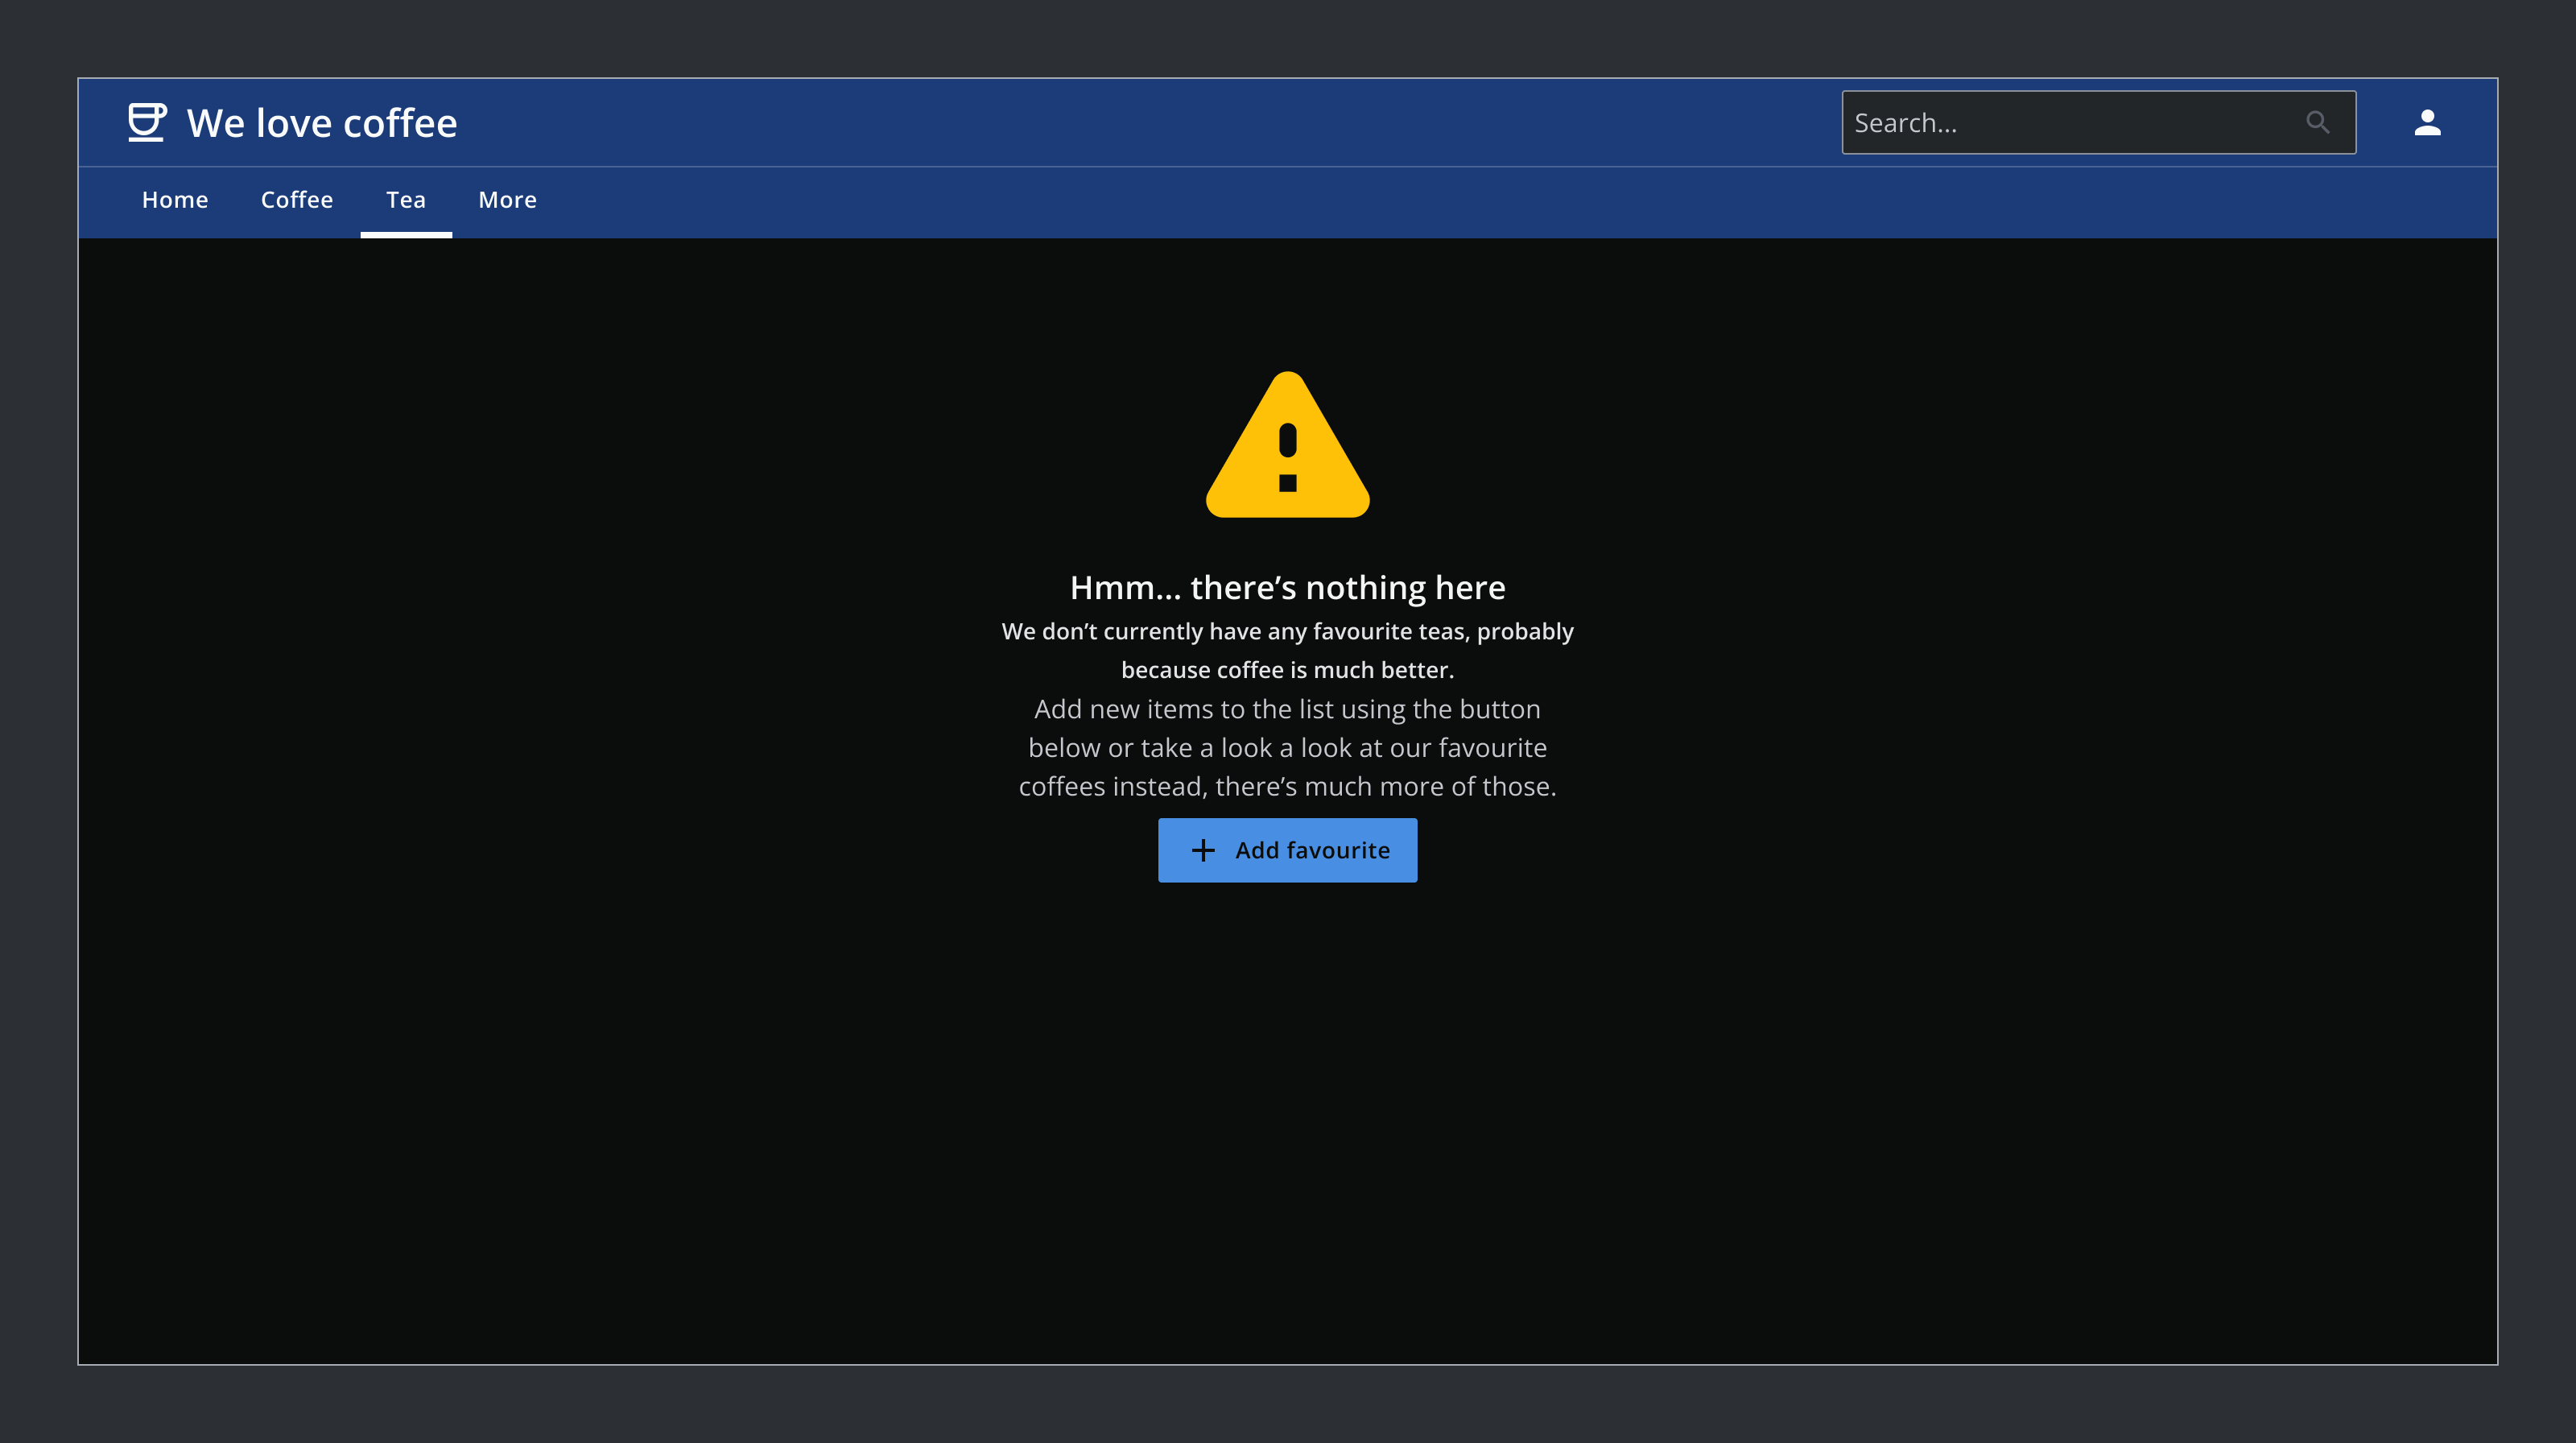 We love coffee
Search...
Home
Coffee
Tea
More
Hmm... there’s nothing here
We don’t currently have any favourite teas, probably
because coffee is much better.
Add new items to the list using the button
below or take a look a look at our favourite
coffees instead, there’s much more of those.
Add favourite